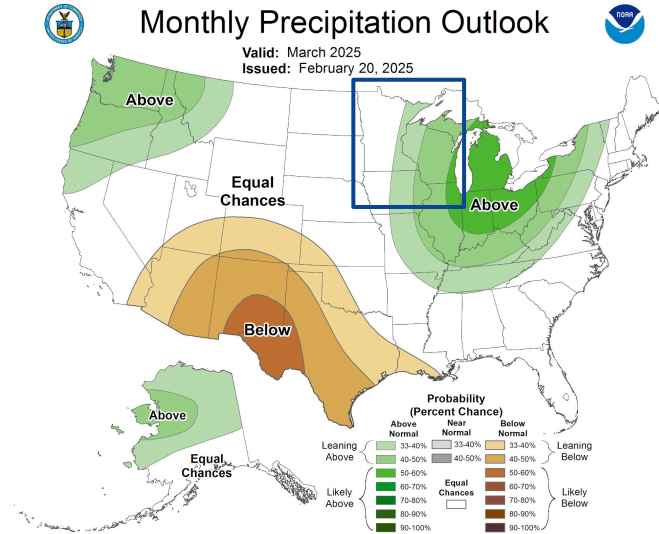 Monthly Precipitation Outlook
NOAA
Valid: March 2025
Issued: February 20, 2025
Above
Equal
Chances
Above
Below
Above
Equal
Chances
Probability
(Percent Chance)
Above
Normal
Near
Normal
Below
Normal
Leaning
Above
33-40%
40-50%
33-40%
40-50%
33-40%
40-50%
Leaning
Below
Likely
Above
50-60%
60-70%
70-80%
80-90%
90-100%
Equal
Chances
50-60%
60-70%
70-80%
80-90%
90-100%
Likely
Below